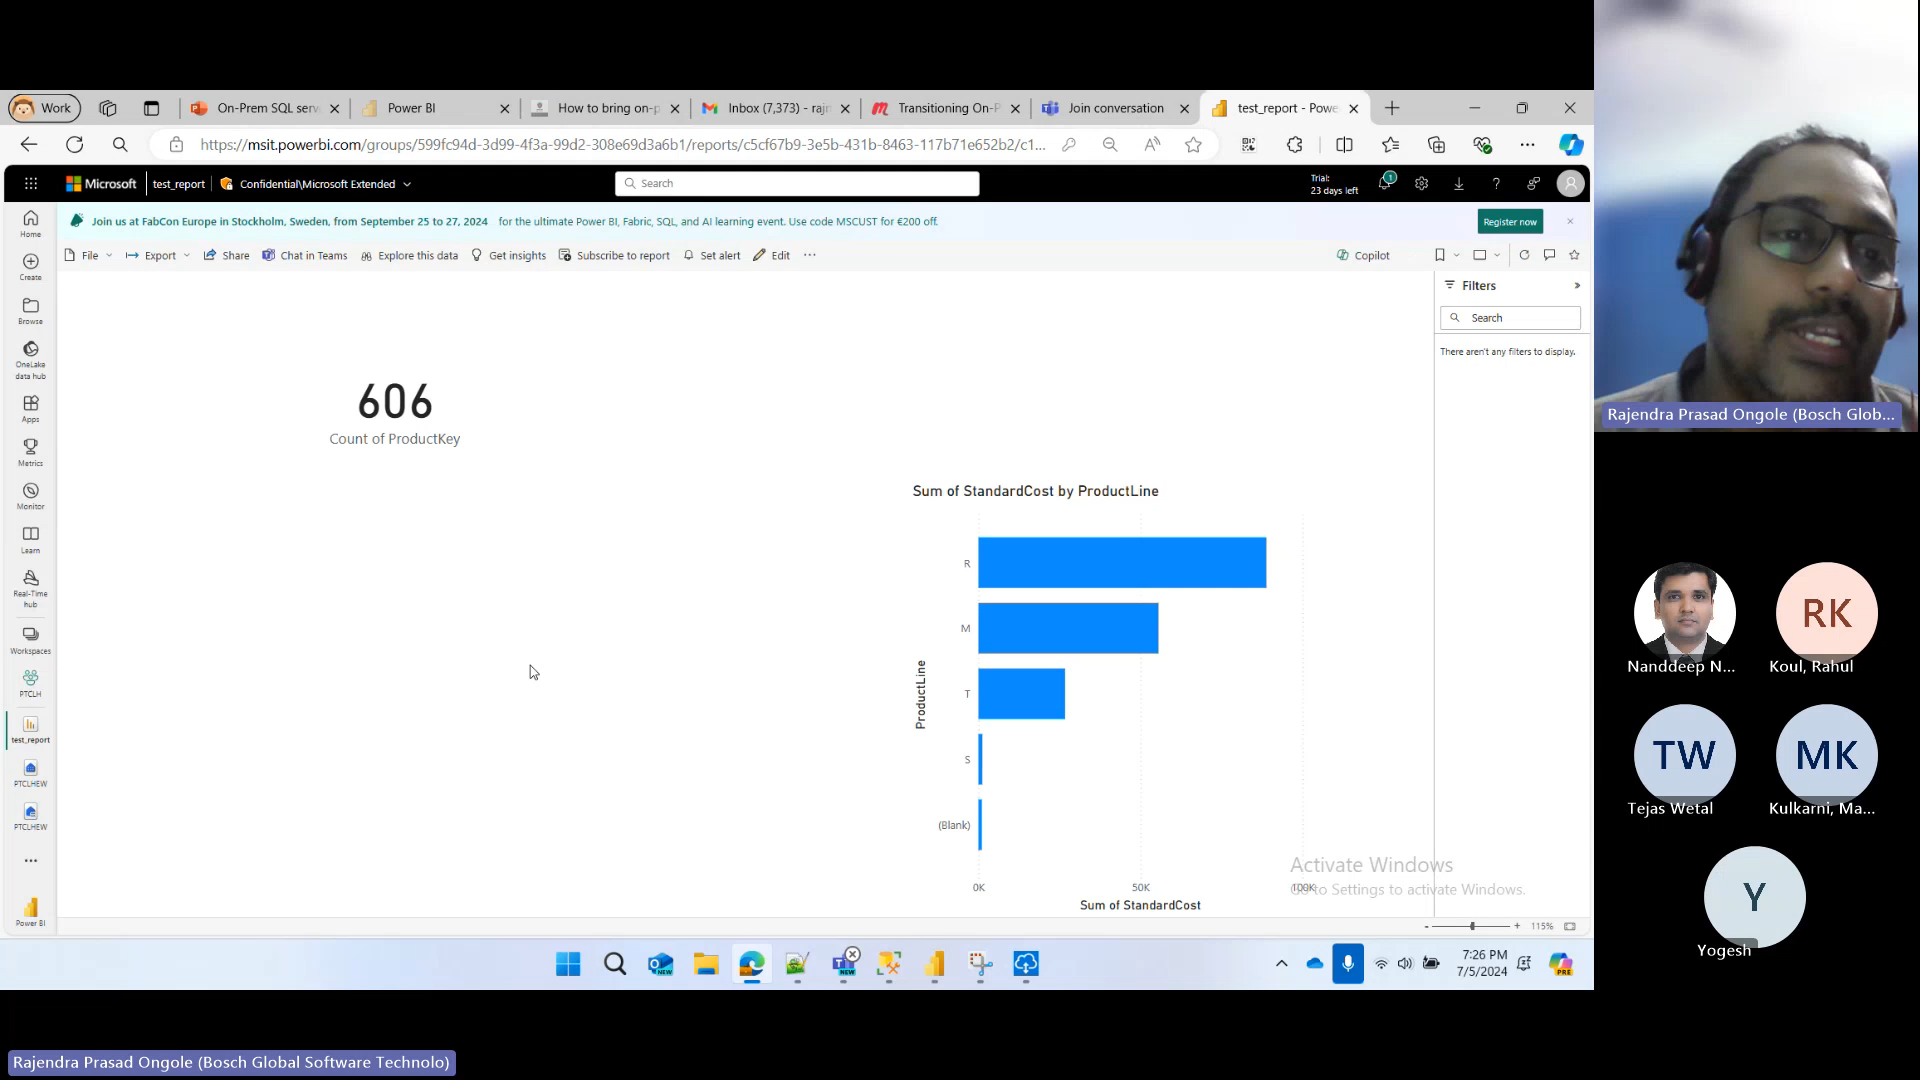 Work
On-Prem SQL serv
Power BI
How to bring on-p
Inbox (7,373) - rajn
Transitioning On-P
Join conversation
test_report - Powe
https://msit.powerbi.com/groups/599fc94d-3d99-4f3a-99d2-308e69d3a6b1/reports/c5cf67b9-3e5b-431b-8463-117b71e652b2/c1...
Microsoft
test_report
Confidential\Microsoft Extended
Search
Trial:
23 days left
1
Join us at FabCon Europe in Stockholm, Sweden, from September 25 to 27, 2024 for the ultimate Power BI, Fabric, SQL, and AI learning event. Use code MSCUST for €200 off.
Register now
File
Export
Share
Chat in Teams
Explore this data
Get insights
Subscribe to report
Set alert
Edit
Copilot
Home
Create
Browse
OneLake
data hub
Apps
Metrics
Monitor
Learn
Real-Time
hub
Workspaces
PTCLH
test_report
PTCLHEW
PTCLHEW
Power BI
606
Count of ProductKey
Sum of StandardCost by ProductLine
ProductLine
R
M
T
S
(Blank)
0K
50K
100K
Sum of StandardCost
Filters
Search
There aren't any filters to display.
Activate Windows
Go to Settings to activate Windows.
115%
NEW
NEW
7:26 PM
7/5/2024
PRE
Rajendra Prasad Ongole (Bosch Glob...
Nanddeep N...
RK
Koul, Rahul
TW
Tejas Wetal
MK
Kulkarni, Ma...
Y
Yogesh
Rajendra Prasad Ongole (Bosch Global Software Technolo)